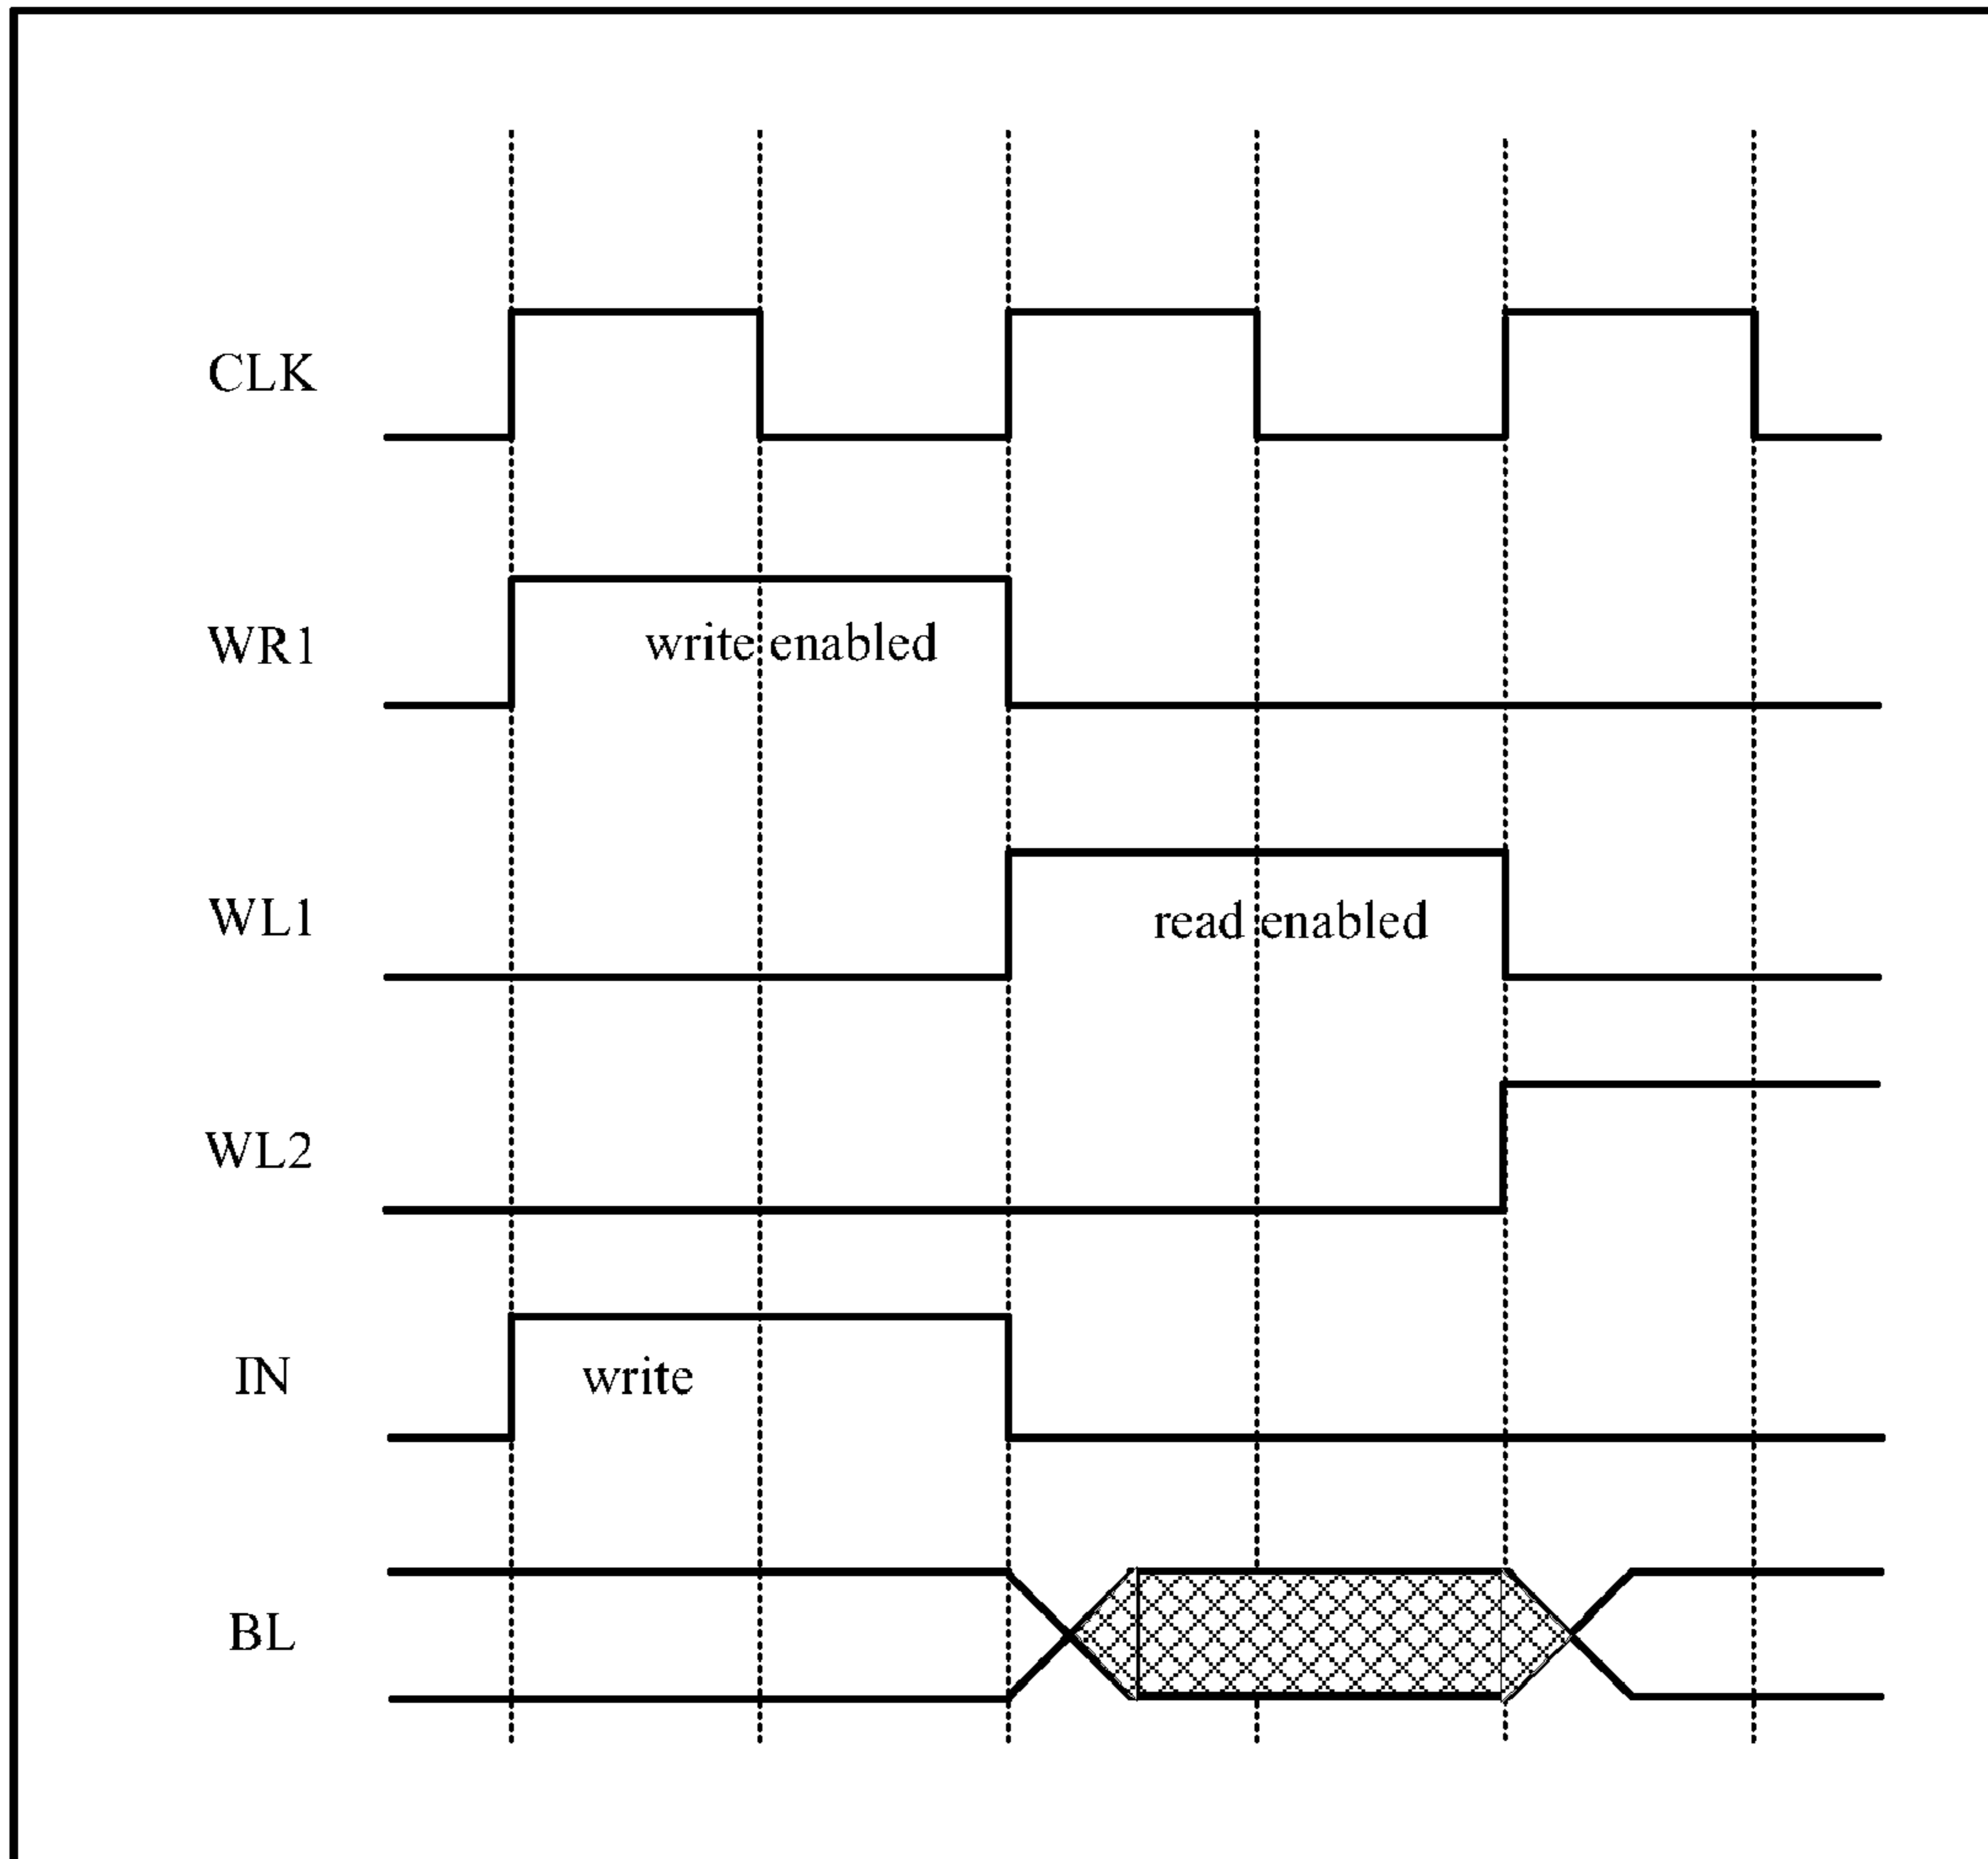 CLK
WR1
write enabled
WL1
read enabled
WL2
IN
write
BL